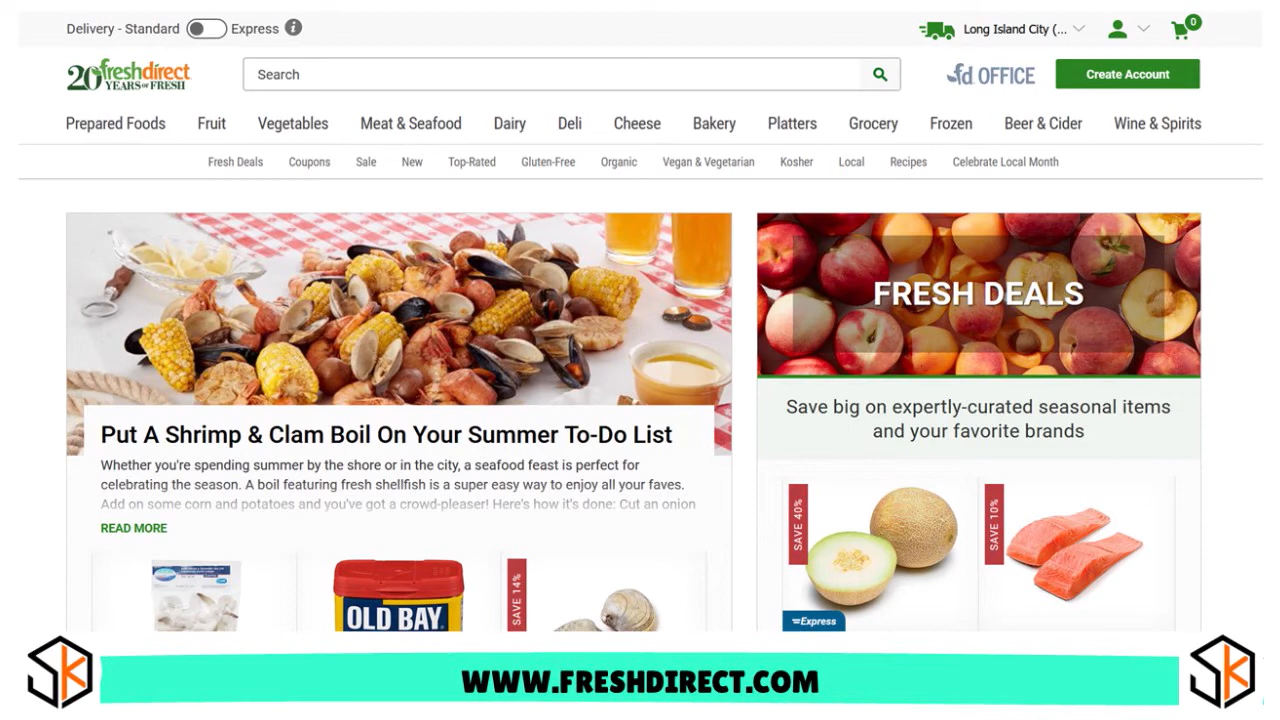 Delivery - Standard Express i
Long Island City (...
0
20 freshdirect
YEARS OF FRESH
Search
fd OFFICE
Create Account
Prepared Foods Fruit Vegetables Meat & Seafood Dairy Deli Cheese Bakery Platters Grocery Frozen Beer & Cider Wine & Spirits
Fresh Deals Coupons Sale New Top-Rated Gluten-Free Organic Vegan & Vegetarian Kosher Local Recipes Celebrate Local Month
Put A Shrimp & Clam Boil On Your Summer To-Do List
Whether you're spending summer by the shore or in the city, a seafood feast is perfect for
celebrating the season. A boil featuring fresh shellfish is a super easy way to enjoy all your faves.
Add on some corn and potatoes and you've got a crowd-pleaser! Here's how it's done: Cut an onion
READ MORE
OLD BAY
SAVE 14%
FRESH DEALS
Save big on expertly-curated seasonal items
and your favorite brands
SAVE 40%
Express
SAVE 10%
SK
WWW.FRESHDIRECT.COM
SK